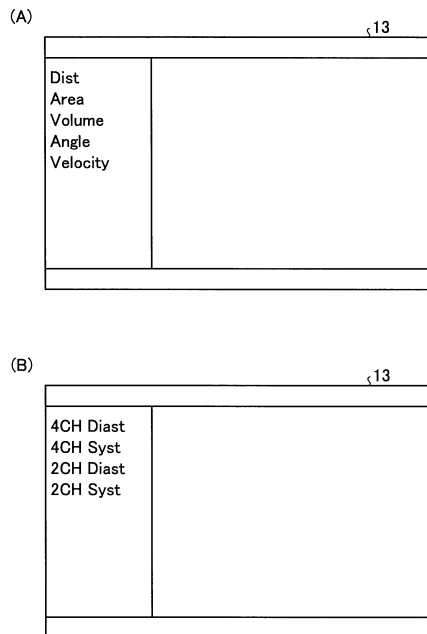 (A)
13
Dist
Area
Volume
Angle
Velocity
(B)
13
4CH Diast
4CH Syst
2CH Diast
2CH Syst